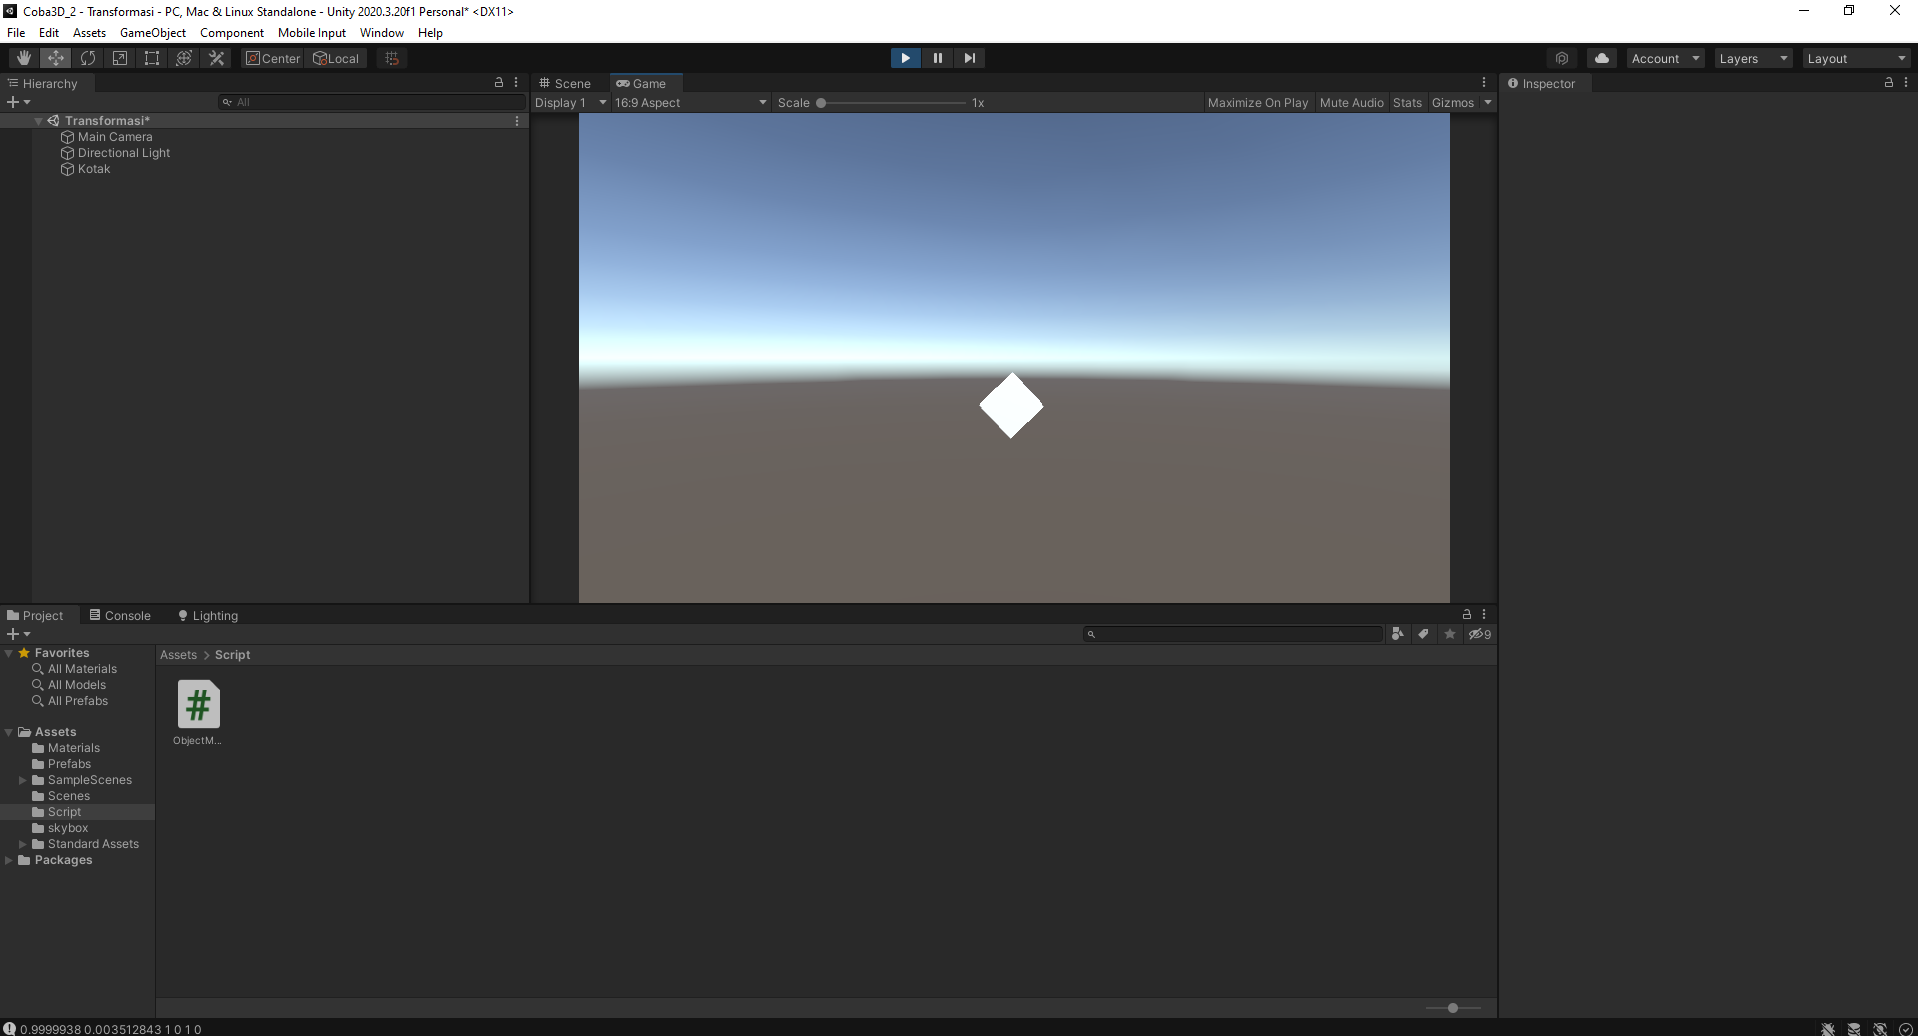 Coba3D_2 - Transformasi - PC, Mac & Linux Standalone - Unity 2020.3.20f1 Personal* <DX11>
File Edit Assets GameObject Component Mobile Input Window Help
Center Local Account Layers Layout
Hierarchy
All
Transformasi*
Main Camera
Directional Light
Kotak
Scene Game
Display 1 16:9 Aspect Scale 1x Maximize On Play Mute Audio Stats Gizmos
Inspector
Project Console Lighting
9
Favorites
All Materials
All Models
All Prefabs
Assets
Materials
Prefabs
SampleScenes
Scenes
Script
skybox
Standard Assets
Packages
Assets > Script
#
ObjectM...
0.9999938 0.003512843 1 0 1 0